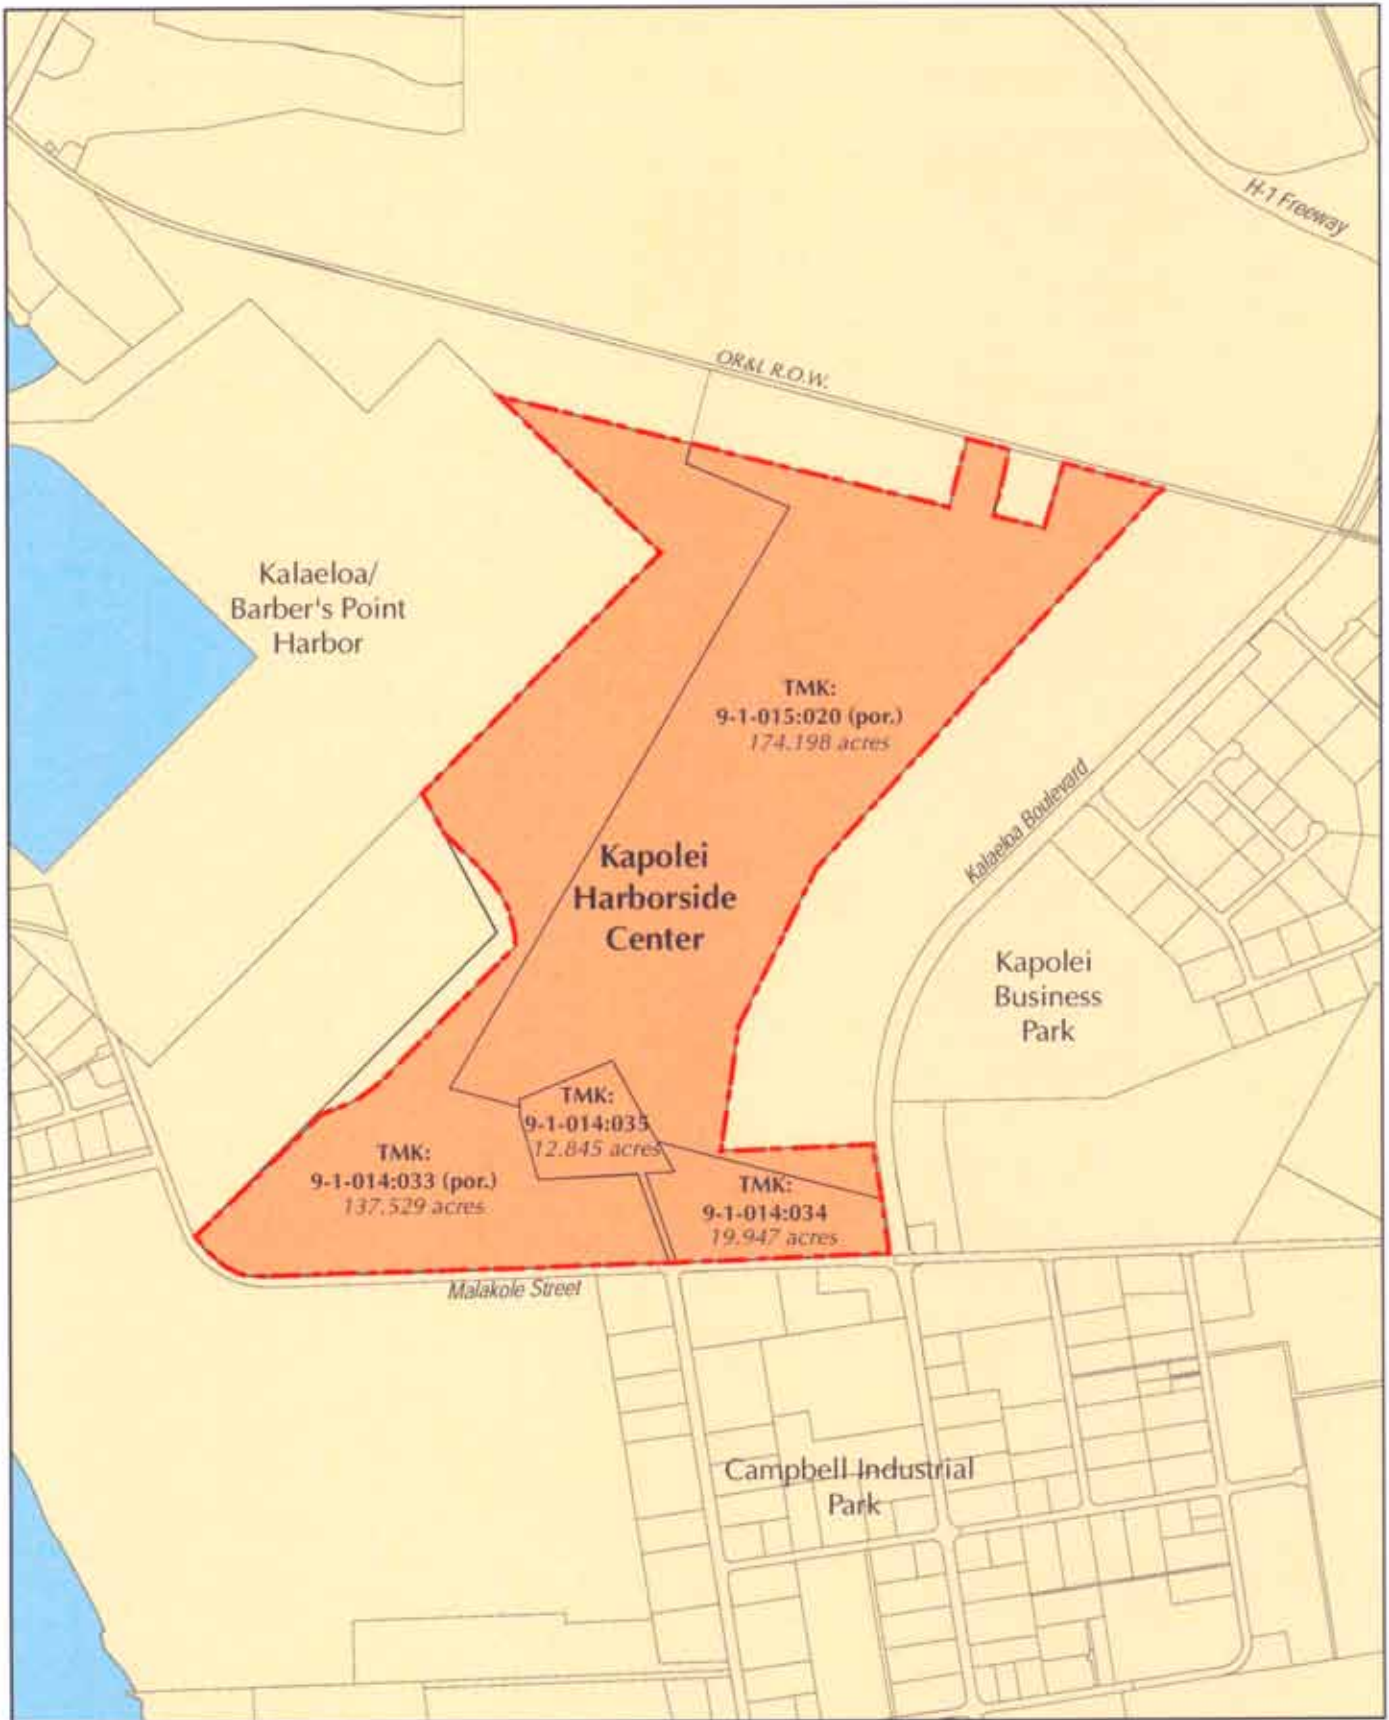 H-1 Freeway
OR&L R.O.W.
Kalaeloa/
Barber's Point
Harbor
TMK:
9-1-015:020 (por.)
174.198 acres
Kalaeloa Boulevard
Kapolei
Harborside
Center
Kapolei
Business
Park
TMK:
9-1-014:035
12.845 acres
TMK:
9-1-014:033 (por.)
137.529 acres
TMK:
9-1-014:034
19.947 acres
Malakole Street
Campbell Industrial
Park